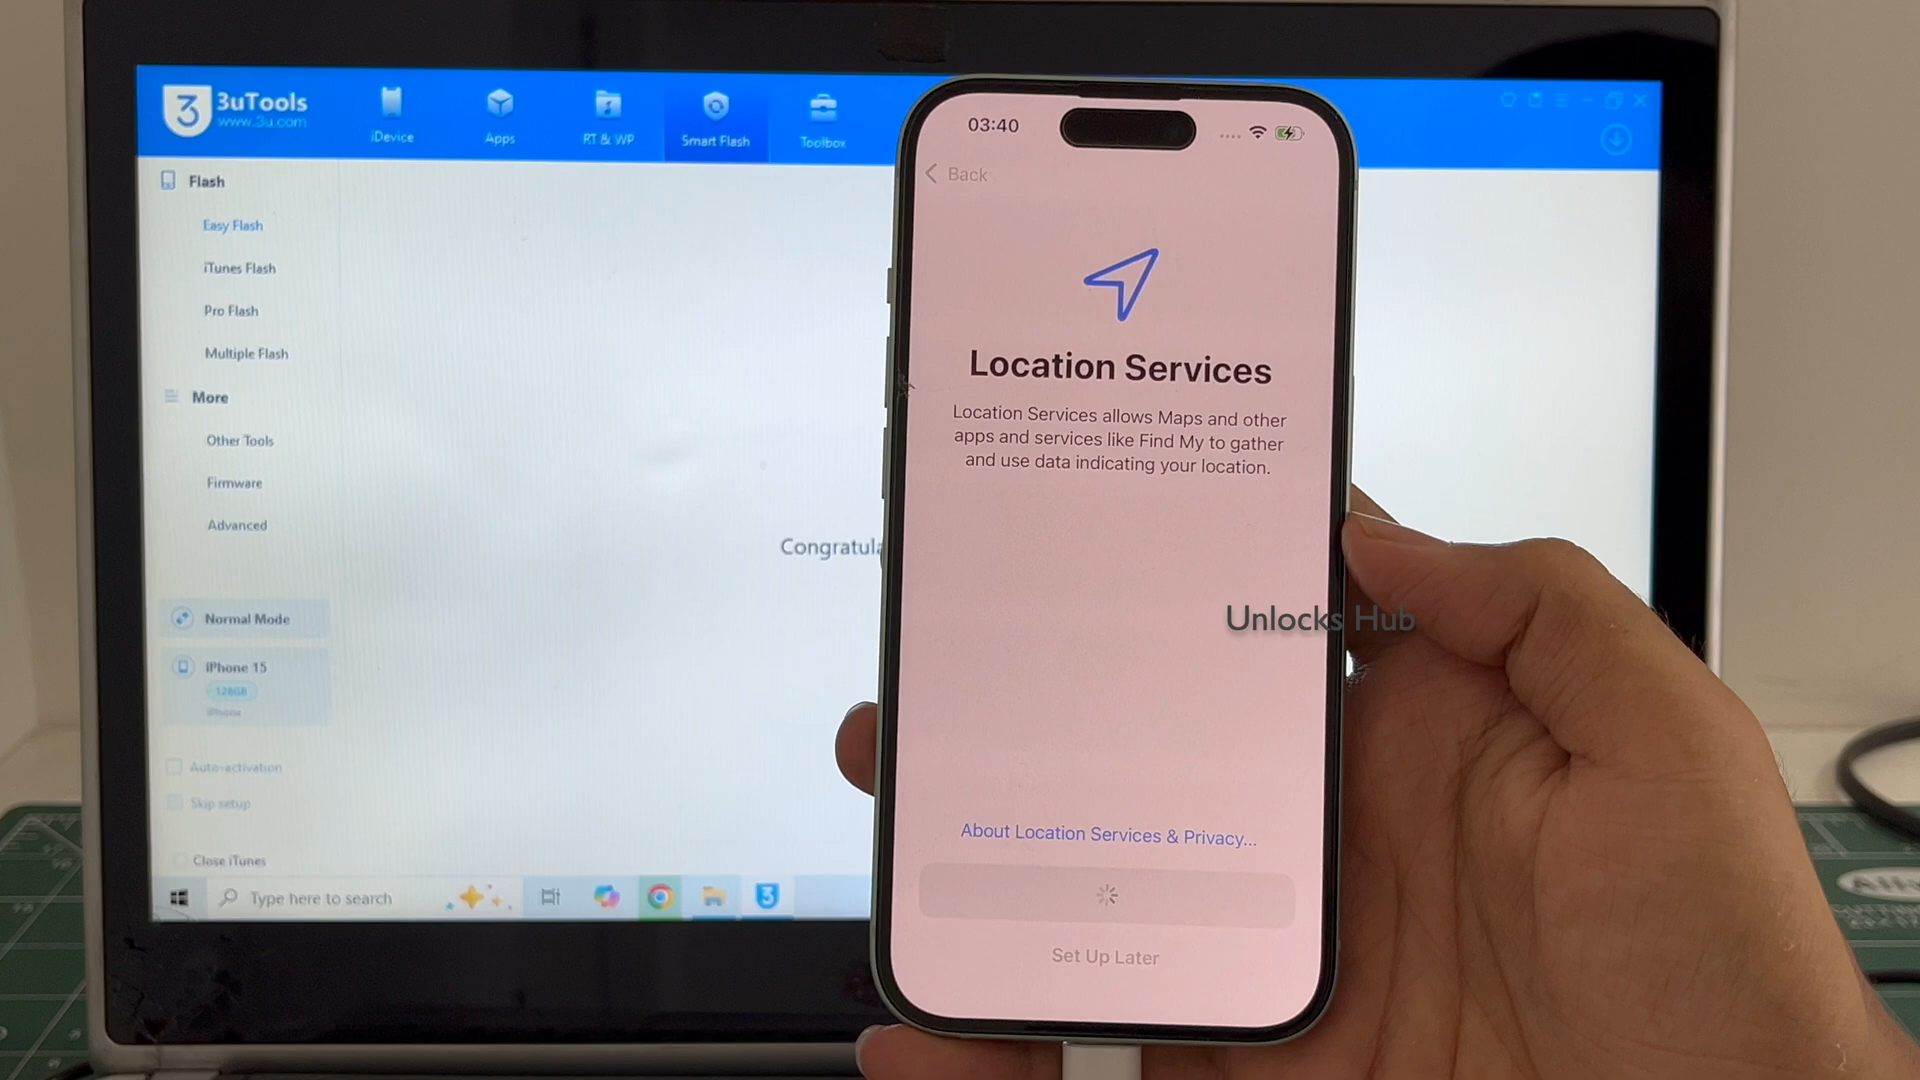 3uTools
www.3u.com
iDevice
Apps
RT & WP
Smart Flash
Toolbox
Flash
Easy Flash
iTunes Flash
Pro Flash
Multiple Flash
More
Other Tools
Firmware
Advanced
Congratula
Normal Mode
iPhone 15
128GB
iPhone
Auto-activation
Skip setup
Close iTunes
Type here to search
03:40
Back
Location Services
Location Services allows Maps and other
apps and services like Find My to gather
and use data indicating your location.
About Location Services & Privacy...
Set Up Later
Unlocks Hub